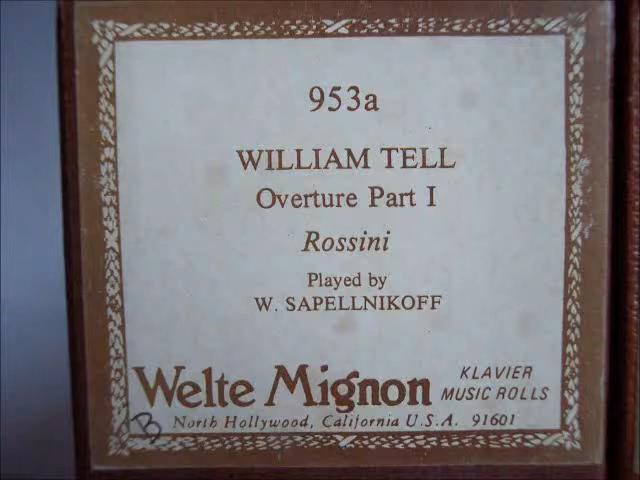 953a
WILLIAM TELL
Overture Part I
Rossini
Played by
W. SAPELLNIKOFF
Welte Mignon KLAVIER MUSIC ROLLS
B North Hollywood, California U.S.A. 91601